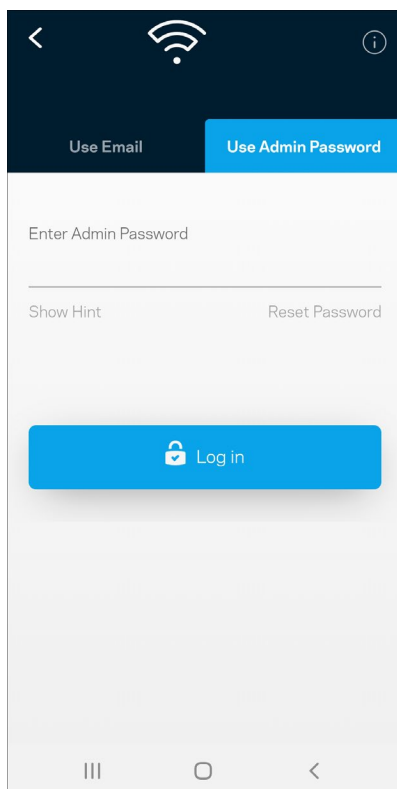 Use Email
Use Admin Password
Enter Admin Password
Show Hint
Reset Password
Log in